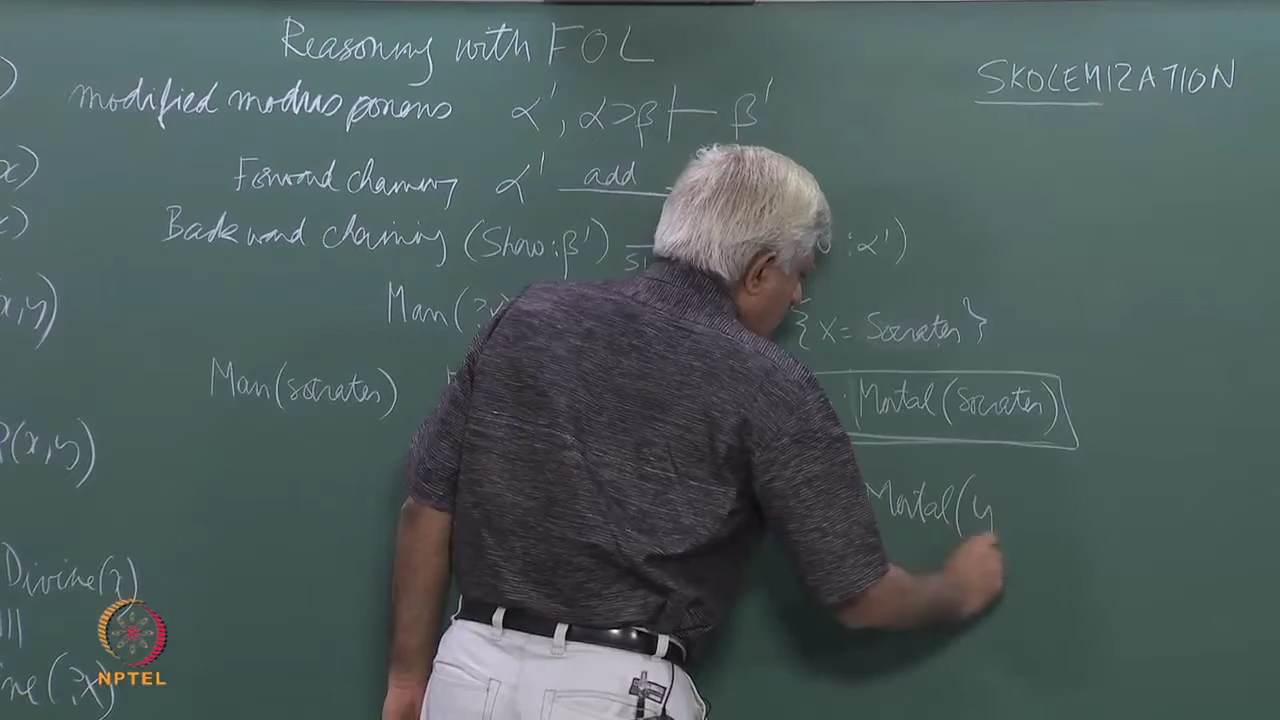 Reasoning with FOL
SKOLEMIZATION
modified modus ponens α', α⊃β ⊢ β'
x)
Forward chaining α' add
x)
Backward chaining (Show: β') : α')
x,y)
Man(?x {x = Socrates}
Man(socrates) Mortal(Socrates)
P(x,y)
Mortal(y
Divine(x)
NPTEL
ine(?x)